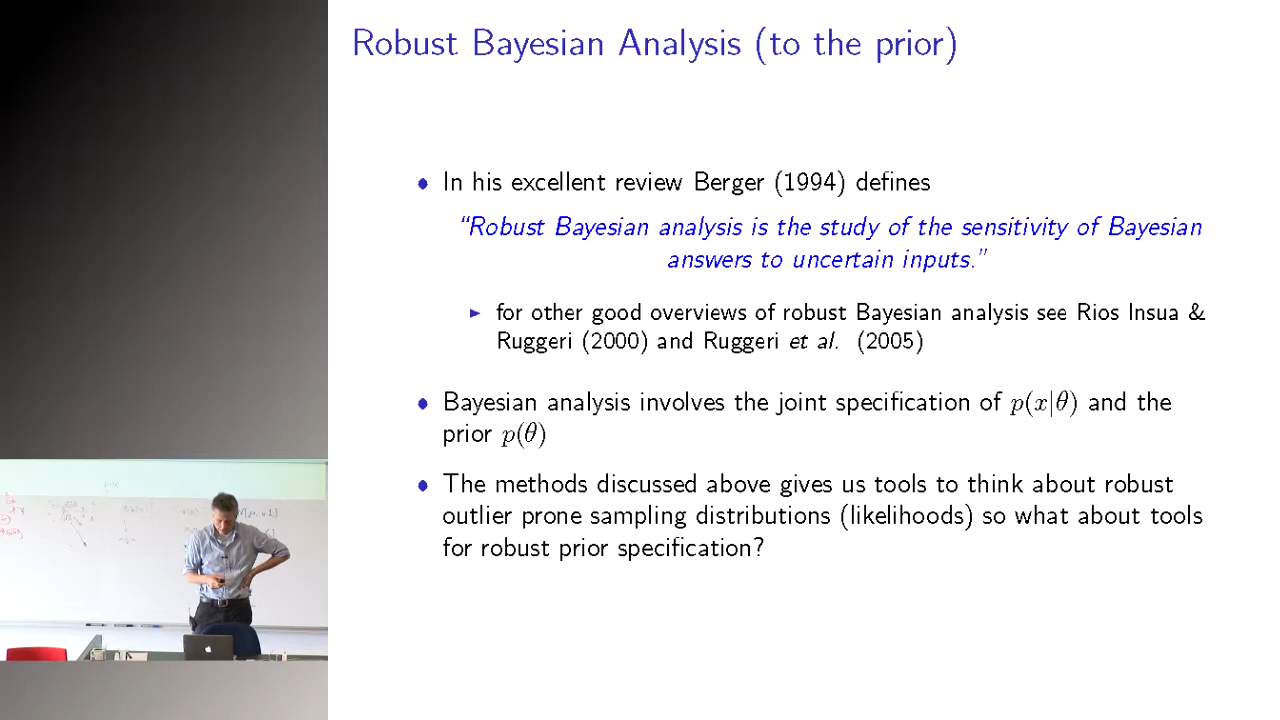 Robust Bayesian Analysis (to the prior)
• In his excellent review Berger (1994) defines
“Robust Bayesian analysis is the study of the sensitivity of Bayesian
answers to uncertain inputs.”
▶ for other good overviews of robust Bayesian analysis see Rios Insua &
Ruggeri (2000) and Ruggeri et al. (2005)
• Bayesian analysis involves the joint specification of p(x|θ) and the
prior p(θ)
• The methods discussed above gives us tools to think about robust
outlier prone sampling distributions (likelihoods) so what about tools
for robust prior specification?